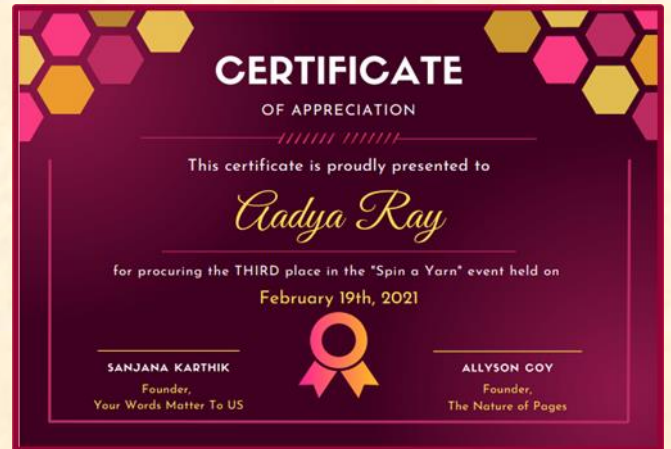 CERTIFICATE
OF APPRECIATION
This certificate is proudly presented to
Aadya Ray
for procuring the THIRD place in the "Spin a Yarn" event held on
February 19th, 2021
SANJANA KARTHIK
Founder,
Your Words Matter To US
ALLYSON COY
Founder,
The Nature of Pages